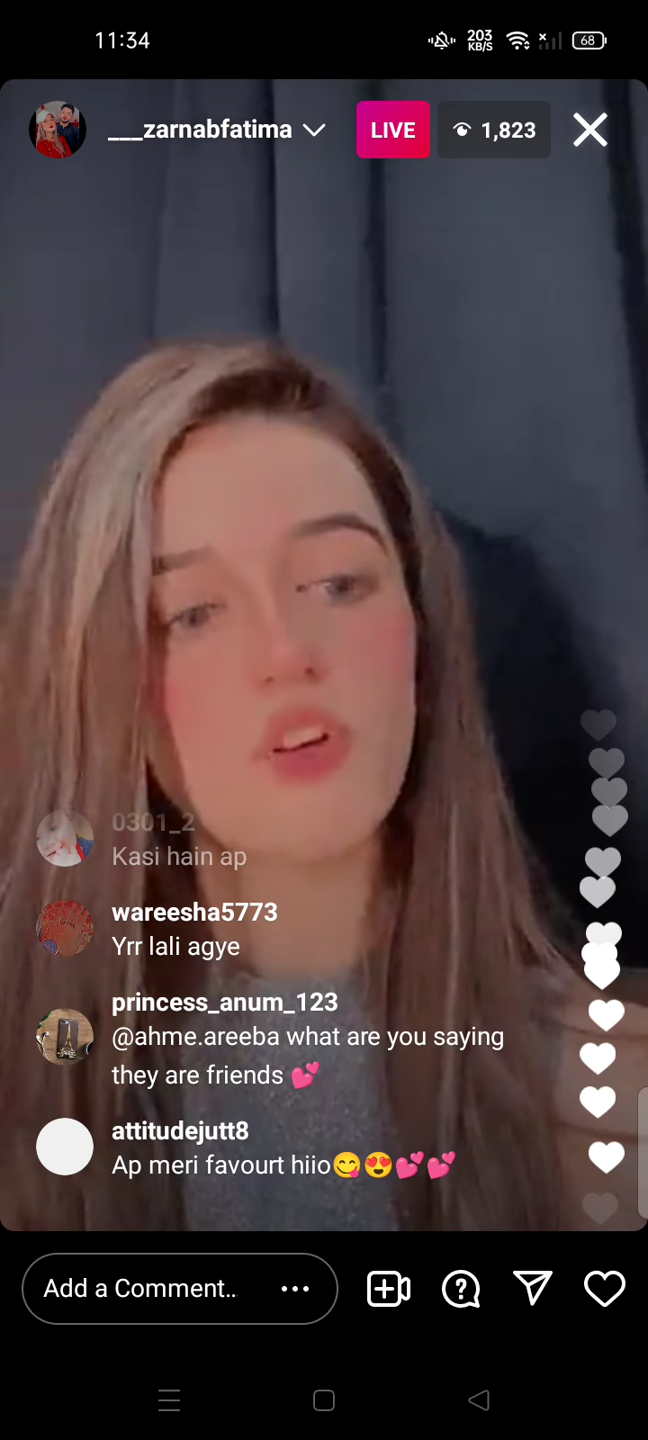 11:34
203
KB/S
68
___zarnabfatima
LIVE
1,823
0301_2
Kasi hain ap
wareesha5773
Yrr lali agye
princess_anum_123
@ahme.areeba what are you saying
they are friends 💕
attitudejutt8
Ap meri favourt hiio😋😍💕💕
Add a Comment..